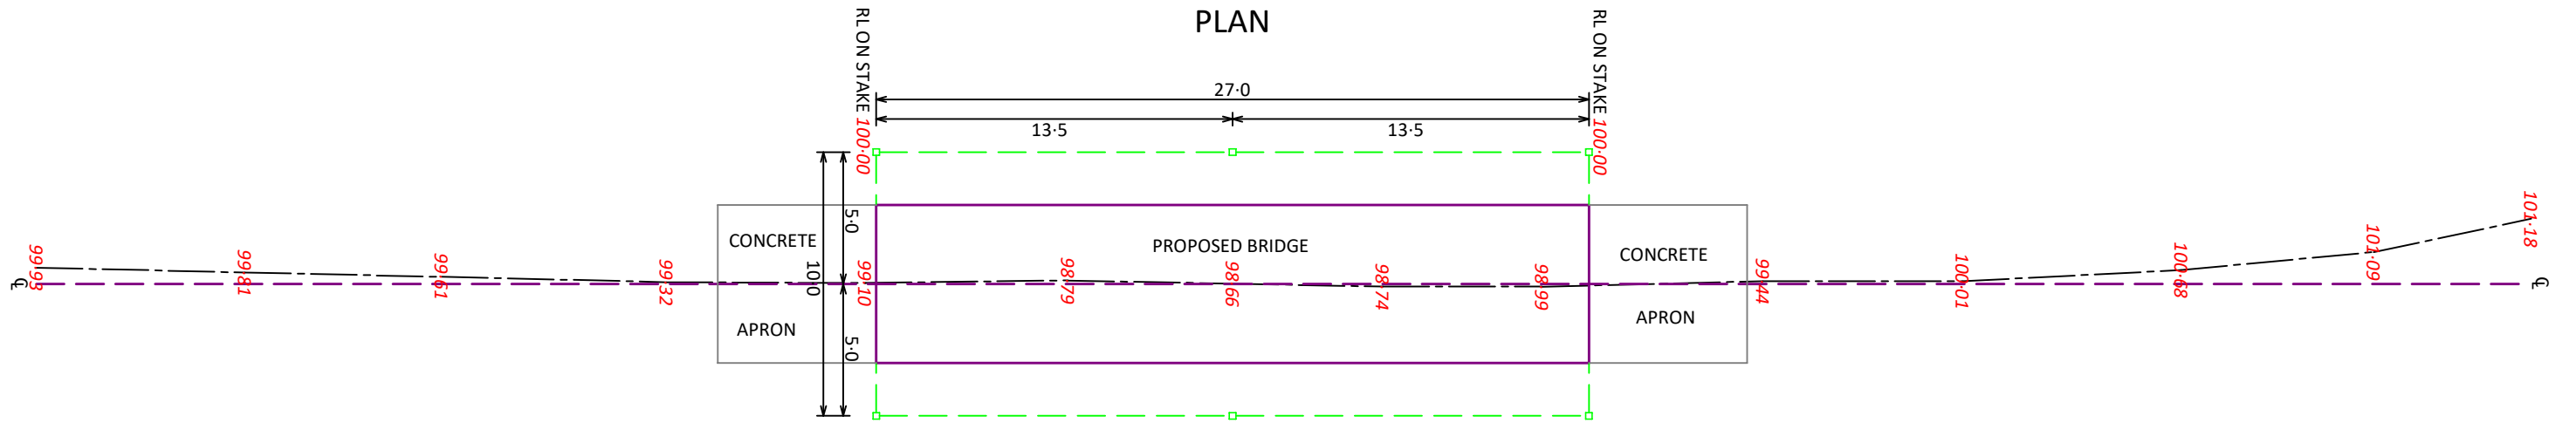 PLAN
RL ON STAKE 100·00
RL ON STAKE 100·00
27·0
13·5
13·5
5·0
10·0
5·0
CONCRETE
APRON
PROPOSED BRIDGE
CONCRETE
APRON
℄
99·93
99·81
99·61
99·32
99·10
98·79
98·66
98·74
98·99
99·44
100·01
100·68
101·09
101·18
℄